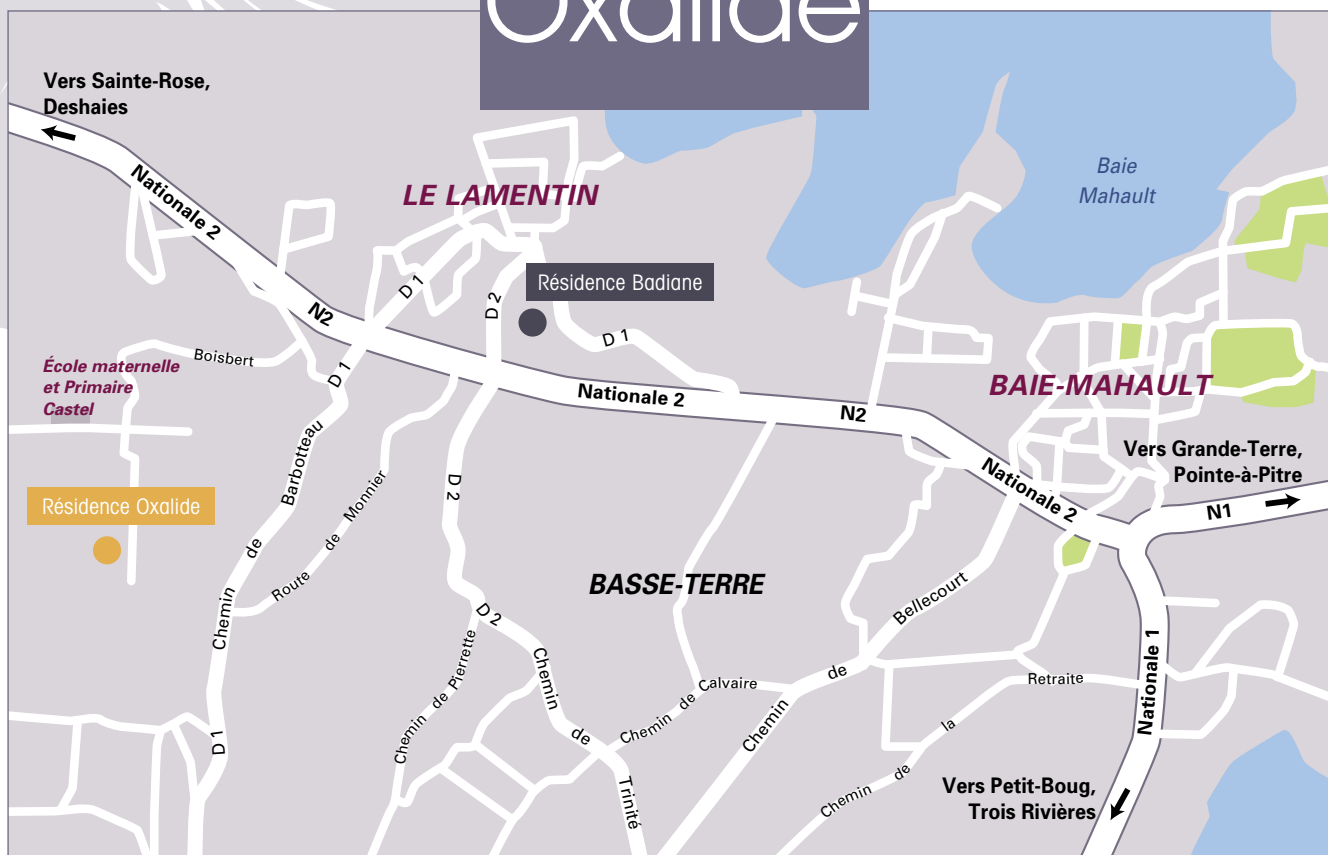 Oxalide
Vers Sainte-Rose,
Deshaies
Nationale 2
LE LAMENTIN
Baie
Mahault
Résidence Badiane
D 1
D 2
N2
D 1
Boisbert
École maternelle
et Primaire
Castel
D 1
Nationale 2
N2
BAIE-MAHAULT
Vers Grande-Terre,
Pointe-à-Pitre
N1
Nationale 2
Résidence Oxalide
Chemin de Barbotteau
Route de Monnier
D 2
BASSE-TERRE
D 2
Chemin de Bellecourt
Chemin de Pierrette
Chemin de Trinité
Chemin de Calvaire
Chemin de la Retraite
Nationale 1
D 1
Vers Petit-Boug,
Trois Rivières